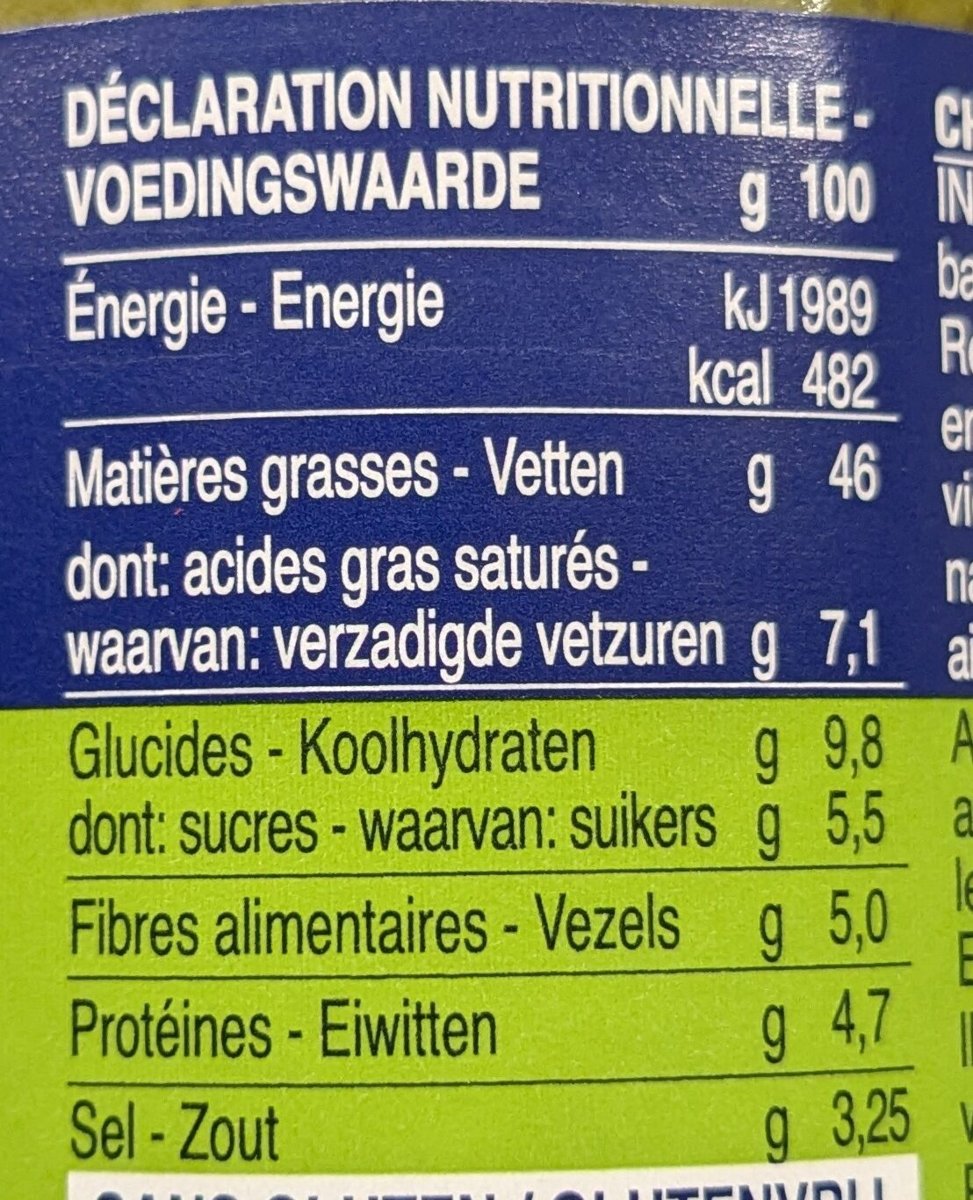 DÉCLARATION NUTRITIONNELLE -
VOEDINGSWAARDE g 100
Énergie - Energie kJ 1989
kcal 482
Matières grasses - Vetten g 46
dont: acides gras saturés -
waarvan: verzadigde vetzuren g 7,1
Glucides - Koolhydraten g 9,8
dont: sucres - waarvan: suikers g 5,5
Fibres alimentaires - Vezels g 5,0
Protéines - Eiwitten g 4,7
Sel - Zout g 3,25